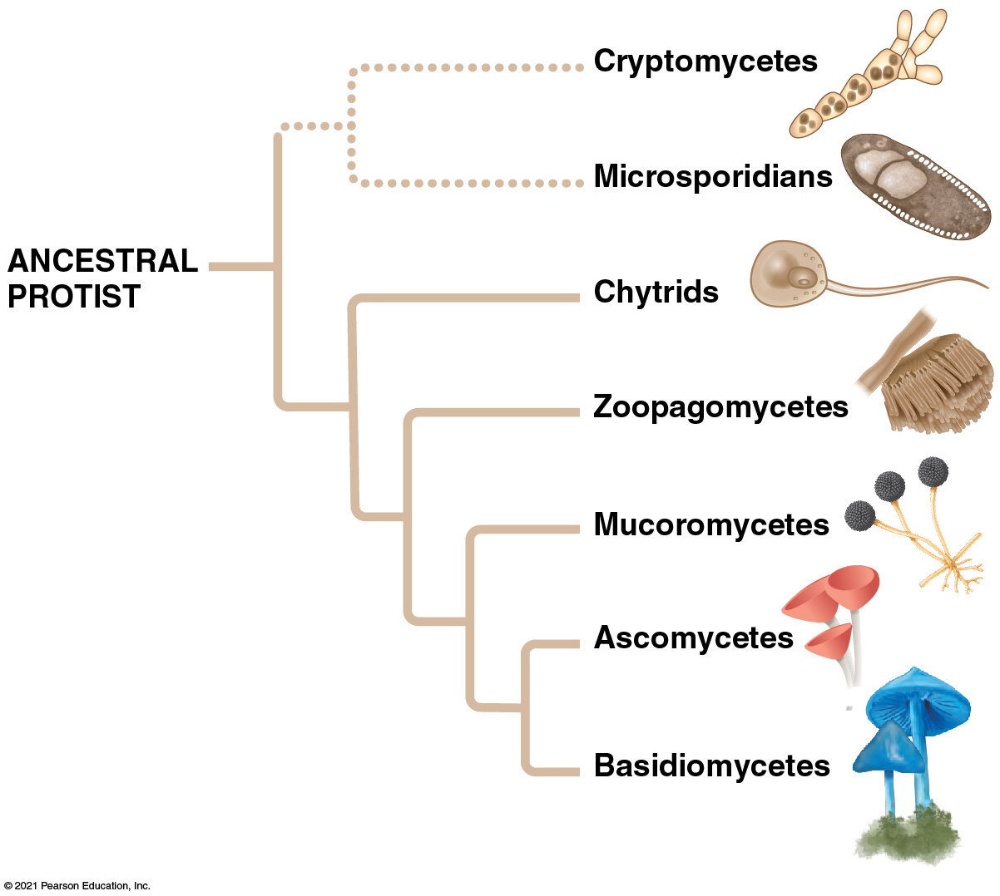 Cryptomycetes
Microsporidians
ANCESTRAL
PROTIST
Chytrids
Zoopagomycetes
Mucoromycetes
Ascomycetes
Basidiomycetes
© 2021 Pearson Education, Inc.